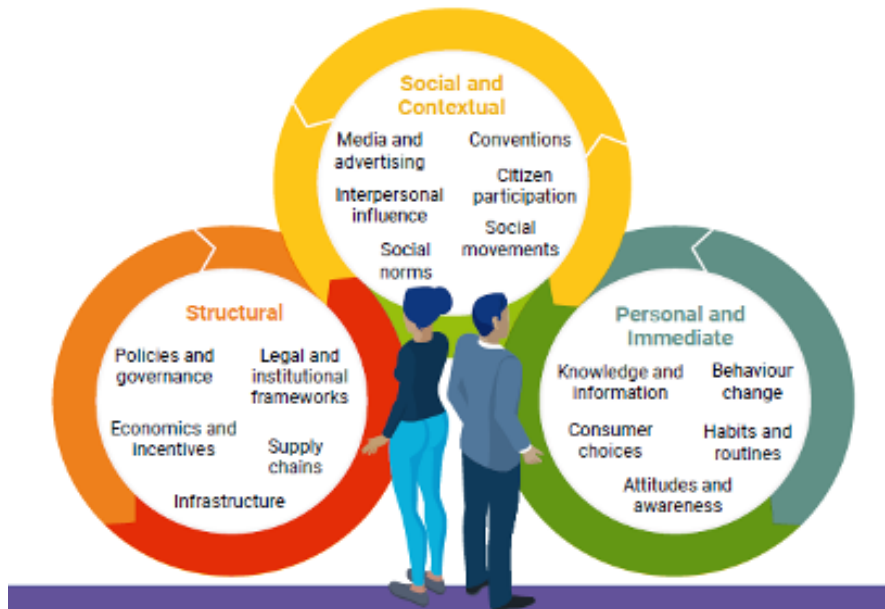 Social and
Contextual
Media and
advertising
Conventions
Interpersonal
influence
Citizen
participation
Social
norms
Social
movements
Structural
Policies and
governance
Legal and
institutional
frameworks
Economics and
incentives
Supply
chains
Infrastructure
Personal and
Immediate
Knowledge and
information
Behaviour
change
Consumer
choices
Habits and
routines
Attitudes and
awareness